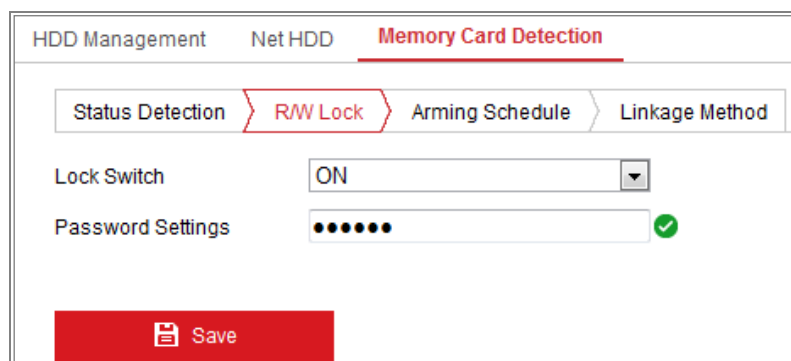 HDD Management Net HDD Memory Card Detection
Status Detection R/W Lock Arming Schedule Linkage Method
Lock Switch ON
Password Settings ••••••
Save